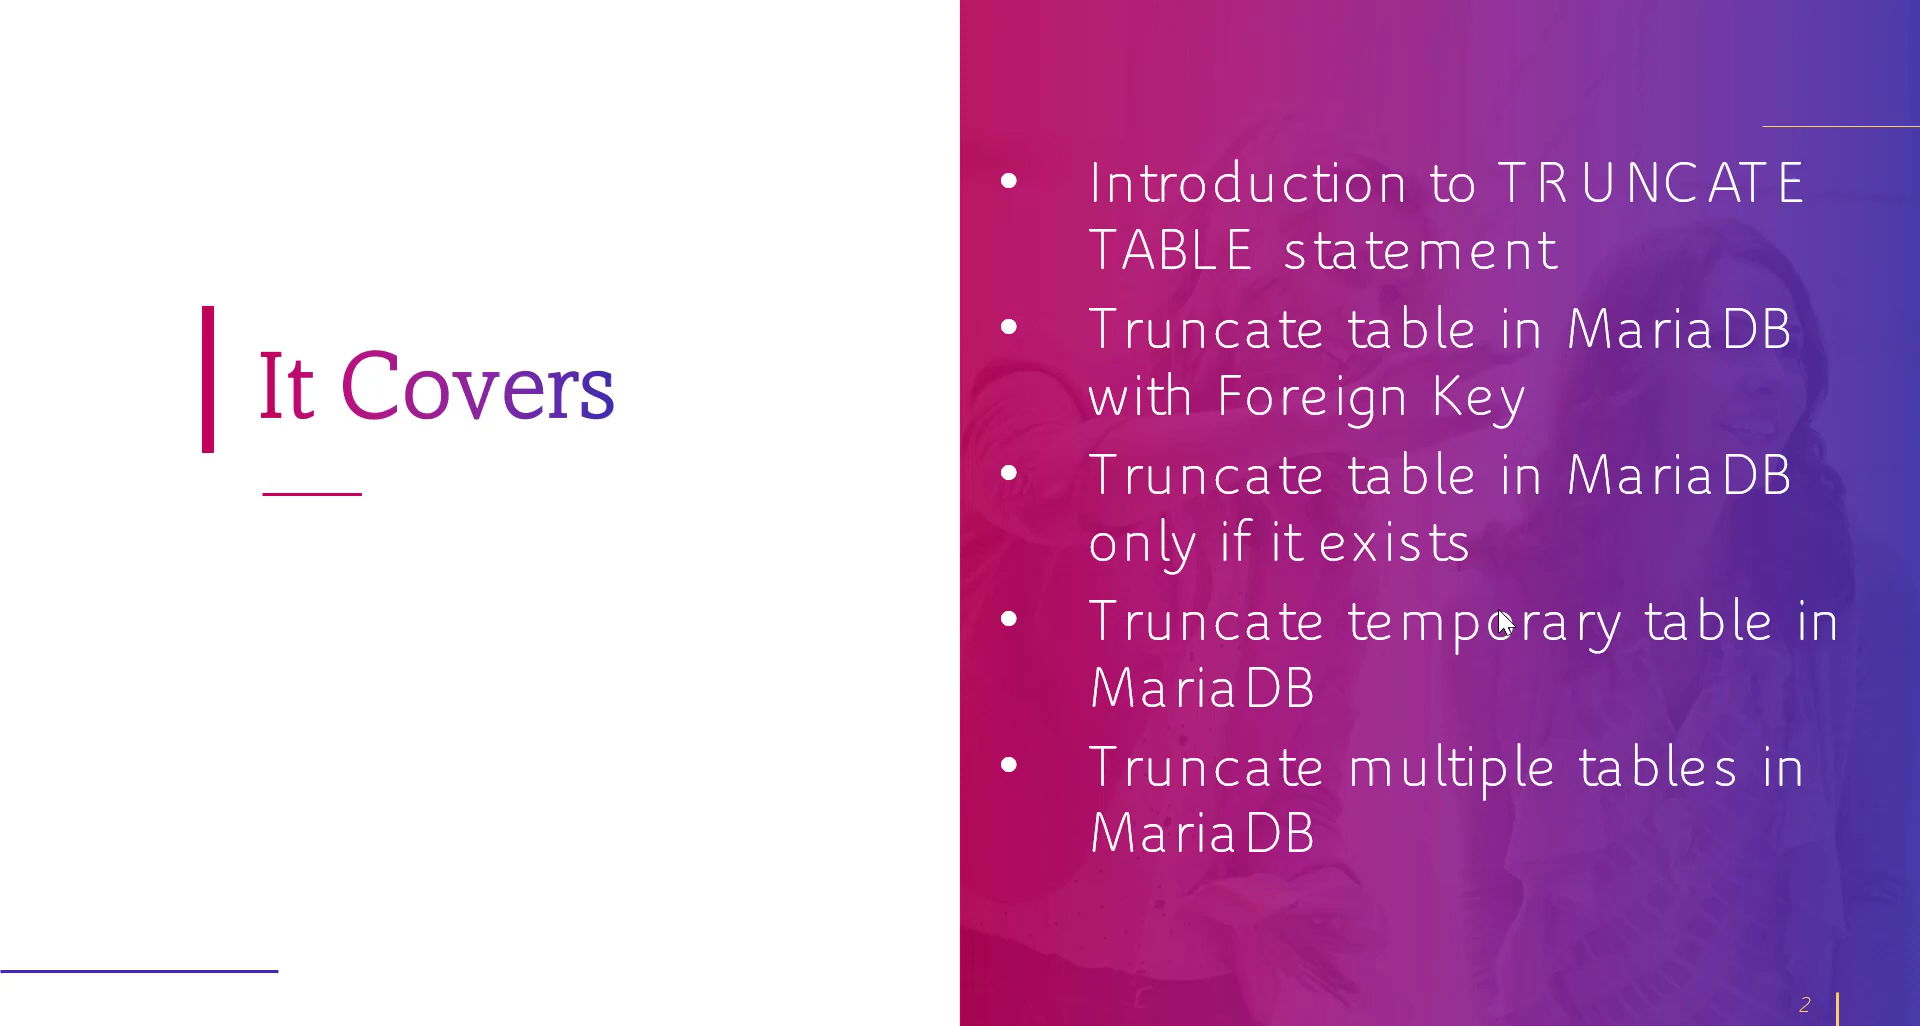 It Covers
• Introduction to TRUNCATE
TABLE statement
• Truncate table in MariaDB
with Foreign Key
• Truncate table in MariaDB
only if it exists
• Truncate temporary table in
MariaDB
• Truncate multiple tables in
MariaDB
2